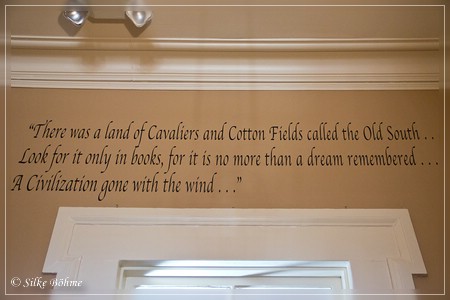 "There was a land of Cavaliers and Cotton Fields called the Old South . .
Look for it only in books, for it is no more than a dream remembered . . .
A Civilization gone with the wind . . ."
© Silke Böhme